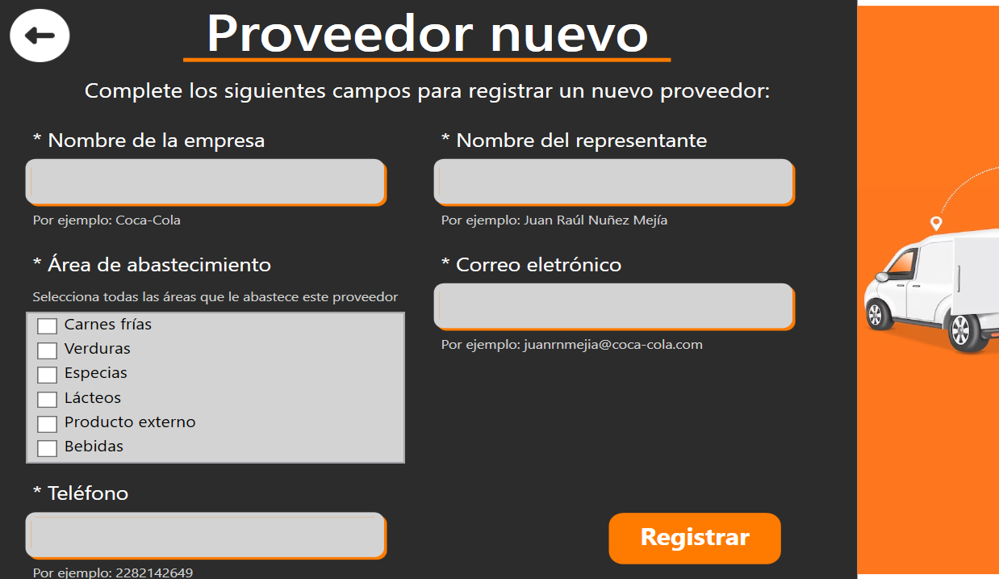 Proveedor nuevo
Complete los siguientes campos para registrar un nuevo proveedor:
* Nombre de la empresa
Por ejemplo: Coca-Cola
* Nombre del representante
Por ejemplo: Juan Raúl Nuñez Mejía
* Área de abastecimiento
Selecciona todas las áreas que le abastece este proveedor
Carnes frías
Verduras
Especias
Lácteos
Producto externo
Bebidas
* Correo eletrónico
Por ejemplo: juanrnmejia@coca-cola.com
* Teléfono
Por ejemplo: 2282142649
Registrar